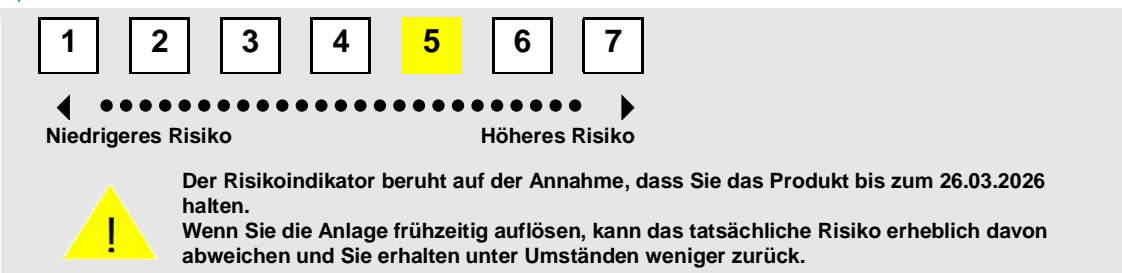 1 2 3 4 5 6 7
Niedrigeres Risiko Höheres Risiko
Der Risikoindikator beruht auf der Annahme, dass Sie das Produkt bis zum 26.03.2026
halten.
Wenn Sie die Anlage frühzeitig auflösen, kann das tatsächliche Risiko erheblich davon
! abweichen und Sie erhalten unter Umständen weniger zurück.